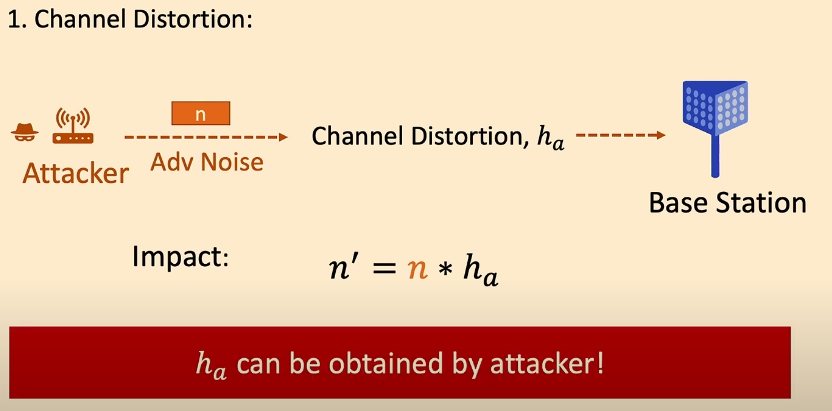 1. Channel Distortion:
n
Attacker
Adv Noise
Channel Distortion, hₐ
Base Station
Impact:
n′ = n * hₐ
hₐ can be obtained by attacker!